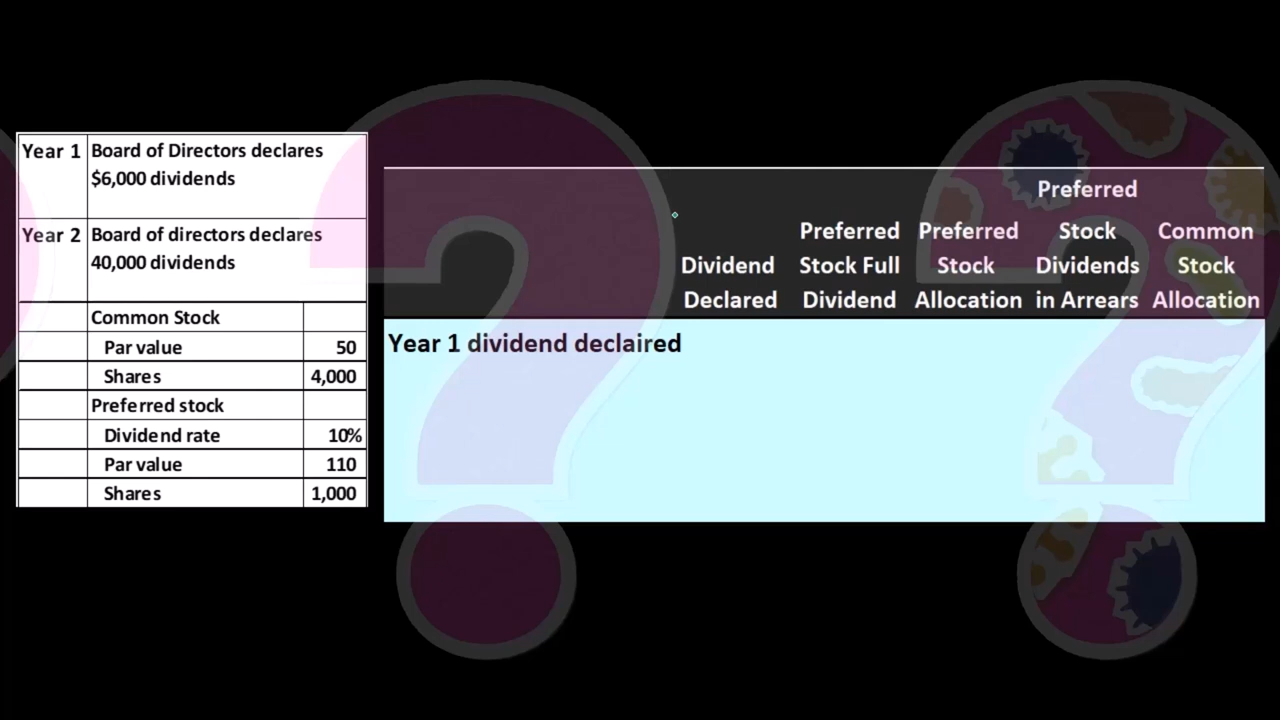 Year 1 Board of Directors declares
$6,000 dividends
Year 2 Board of directors declares
40,000 dividends
Common Stock
Par value 50
Shares 4,000
Preferred stock
Dividend rate 10%
Par value 110
Shares 1,000
Preferred
Preferred Preferred Stock Common
Dividend Stock Full Stock Dividends Stock
Declared Dividend Allocation in Arrears Allocation
Year 1 dividend declaired